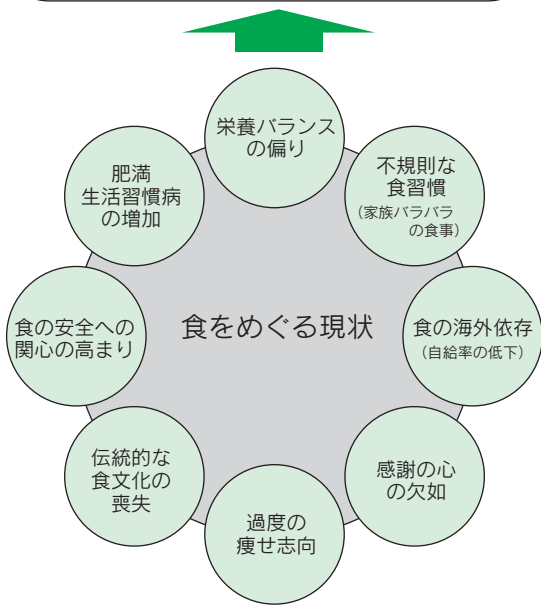 栄養バランス
の偏り
不規則な
食習慣
(家族バラバラ
の食事)
食の海外依存
(自給率の低下)
感謝の心
の欠如
過度の
痩せ志向
伝統的な
食文化の
喪失
食の安全への
関心の高まり
肥満
生活習慣病
の増加
食をめぐる現状